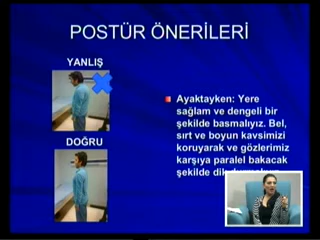 POSTÜR ÖNERİLERİ
YANLIŞ
DOĞRU
Ayaktayken: Yere
sağlam ve dengeli bir
şekilde basmalıyız. Bel,
sırt ve boyun kavsimizi
koruyarak ve gözlerimiz
karşıya paralel bakacak
şekilde dik